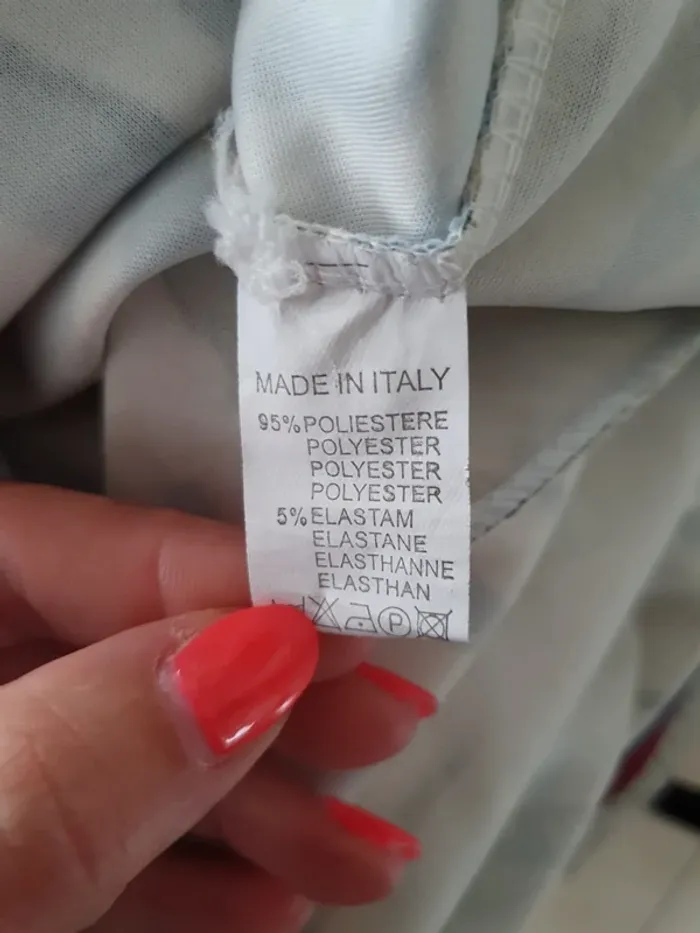 MADE IN ITALY
95% POLIESTERE
POLYESTER
POLYESTER
POLYESTER
5% ELASTAM
ELASTANE
ELASTHANNE
ELASTHAN
P